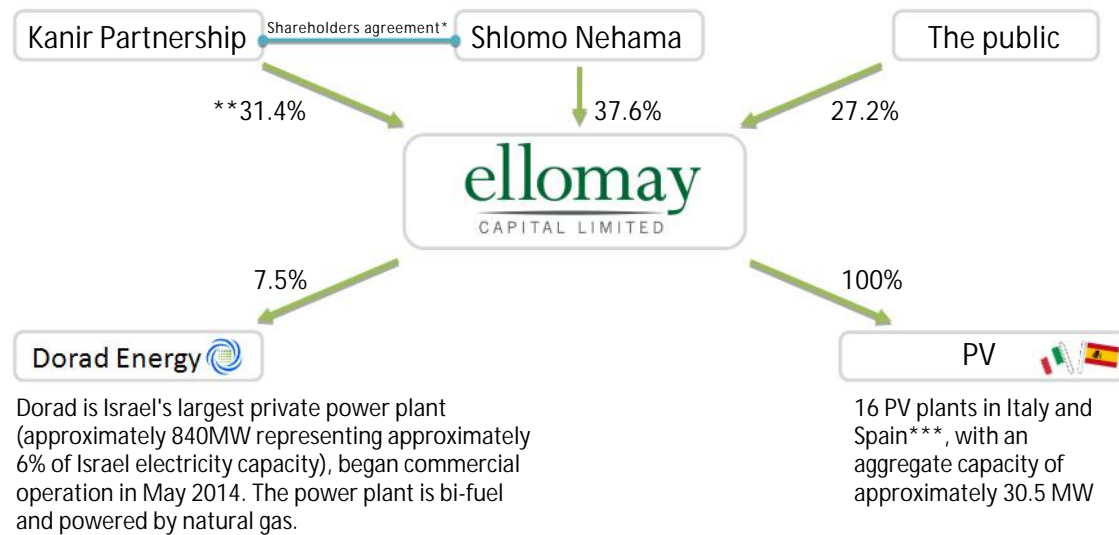 Kanir Partnership
Shareholders agreement*
Shlomo Nehama
The public
**31.4%
37.6%
27.2%
ellomay
CAPITAL LIMITED
7.5%
100%
Dorad Energy
PV
Dorad is Israel's largest private power plant
(approximately 840MW representing approximately
6% of Israel electricity capacity), began commercial
operation in May 2014. The power plant is bi-fuel
and powered by natural gas.
16 PV plants in Italy and
Spain***, with an
aggregate capacity of
approximately 30.5 MW